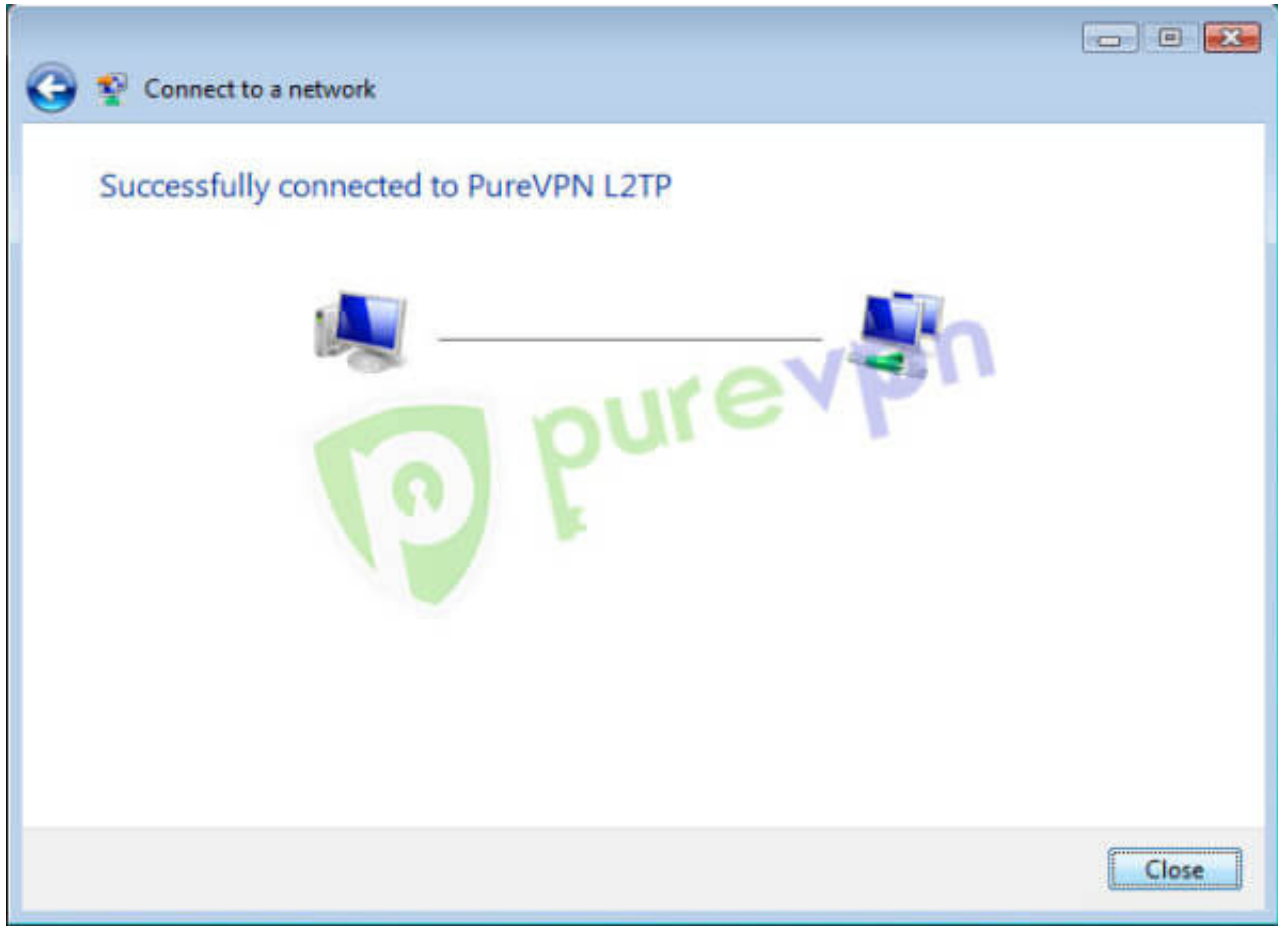 Connect to a network
Successfully connected to PureVPN L2TP
purevpn
Close